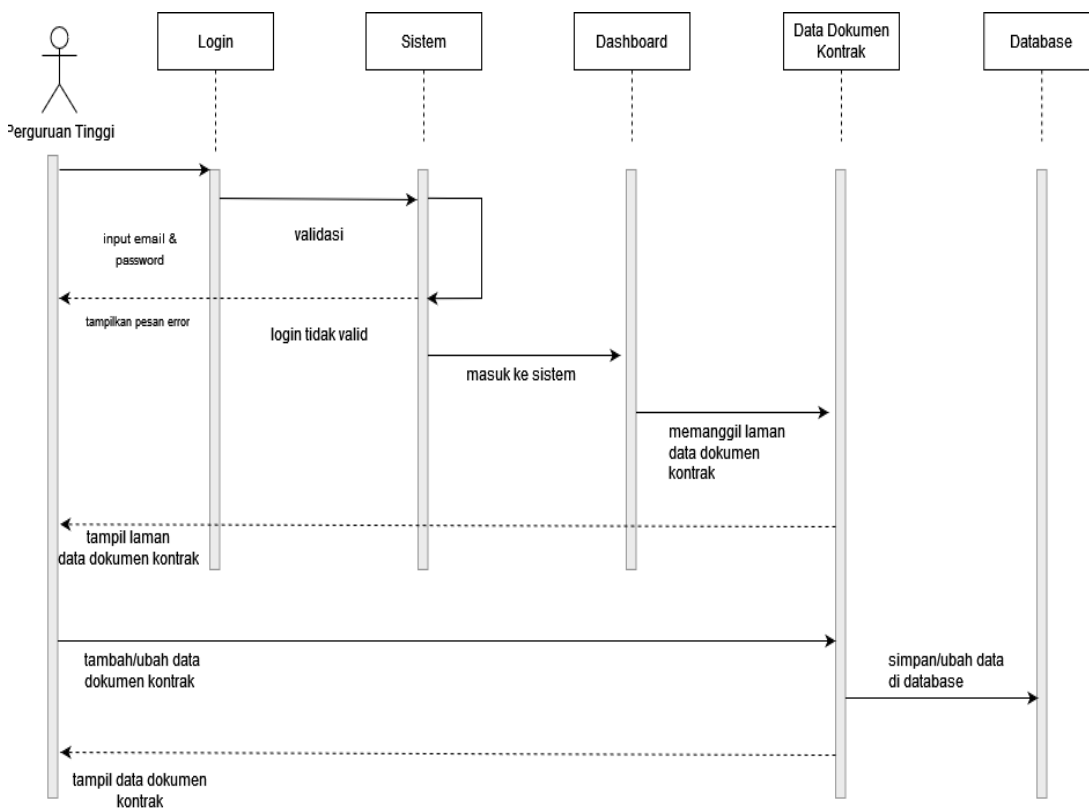 Login
Sistem
Dashboard
Data Dokumen
Kontrak
Database
Perguruan Tinggi
input email &
password
validasi
tampilkan pesan error
login tidak valid
masuk ke sistem
memanggil laman
data dokumen
kontrak
tampil laman
data dokumen kontrak
tambah/ubah data
dokumen kontrak
simpan/ubah data
di database
tampil data dokumen
kontrak